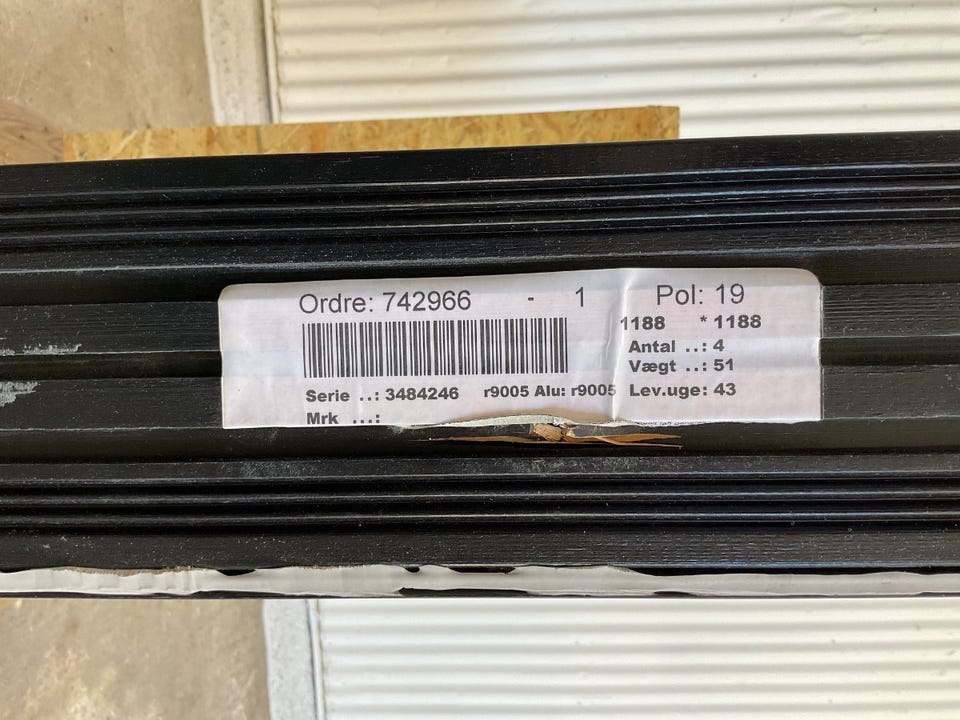 Ordre: 742966 - 1 Pol: 19
1188 * 1188
Antal ..: 4
Vægt ..: 51
Serie ..: 3484246 r9005 Alu: r9005 Lev.uge: 43
Mrk ...: